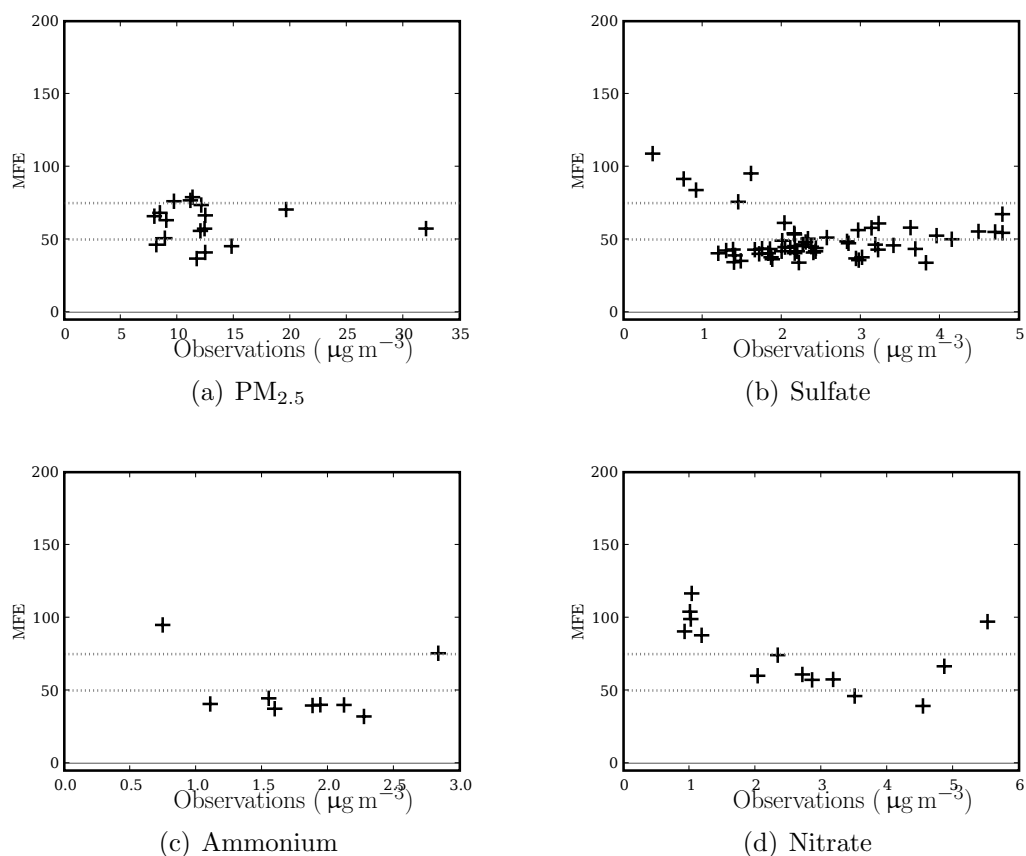 200
150
100
50
0
MFE
0 5 10 15 20 25 30 35
Observations ( μg m−3)
(a) PM2.5
200
150
100
50
0
MFE
0 1 2 3 4 5
Observations ( μg m−3)
(b) Sulfate
200
150
100
50
0
MFE
0.0 0.5 1.0 1.5 2.0 2.5 3.0
Observations ( μg m−3)
(c) Ammonium
200
150
100
50
0
MFE
0 1 2 3 4 5 6
Observations ( μg m−3)
(d) Nitrate